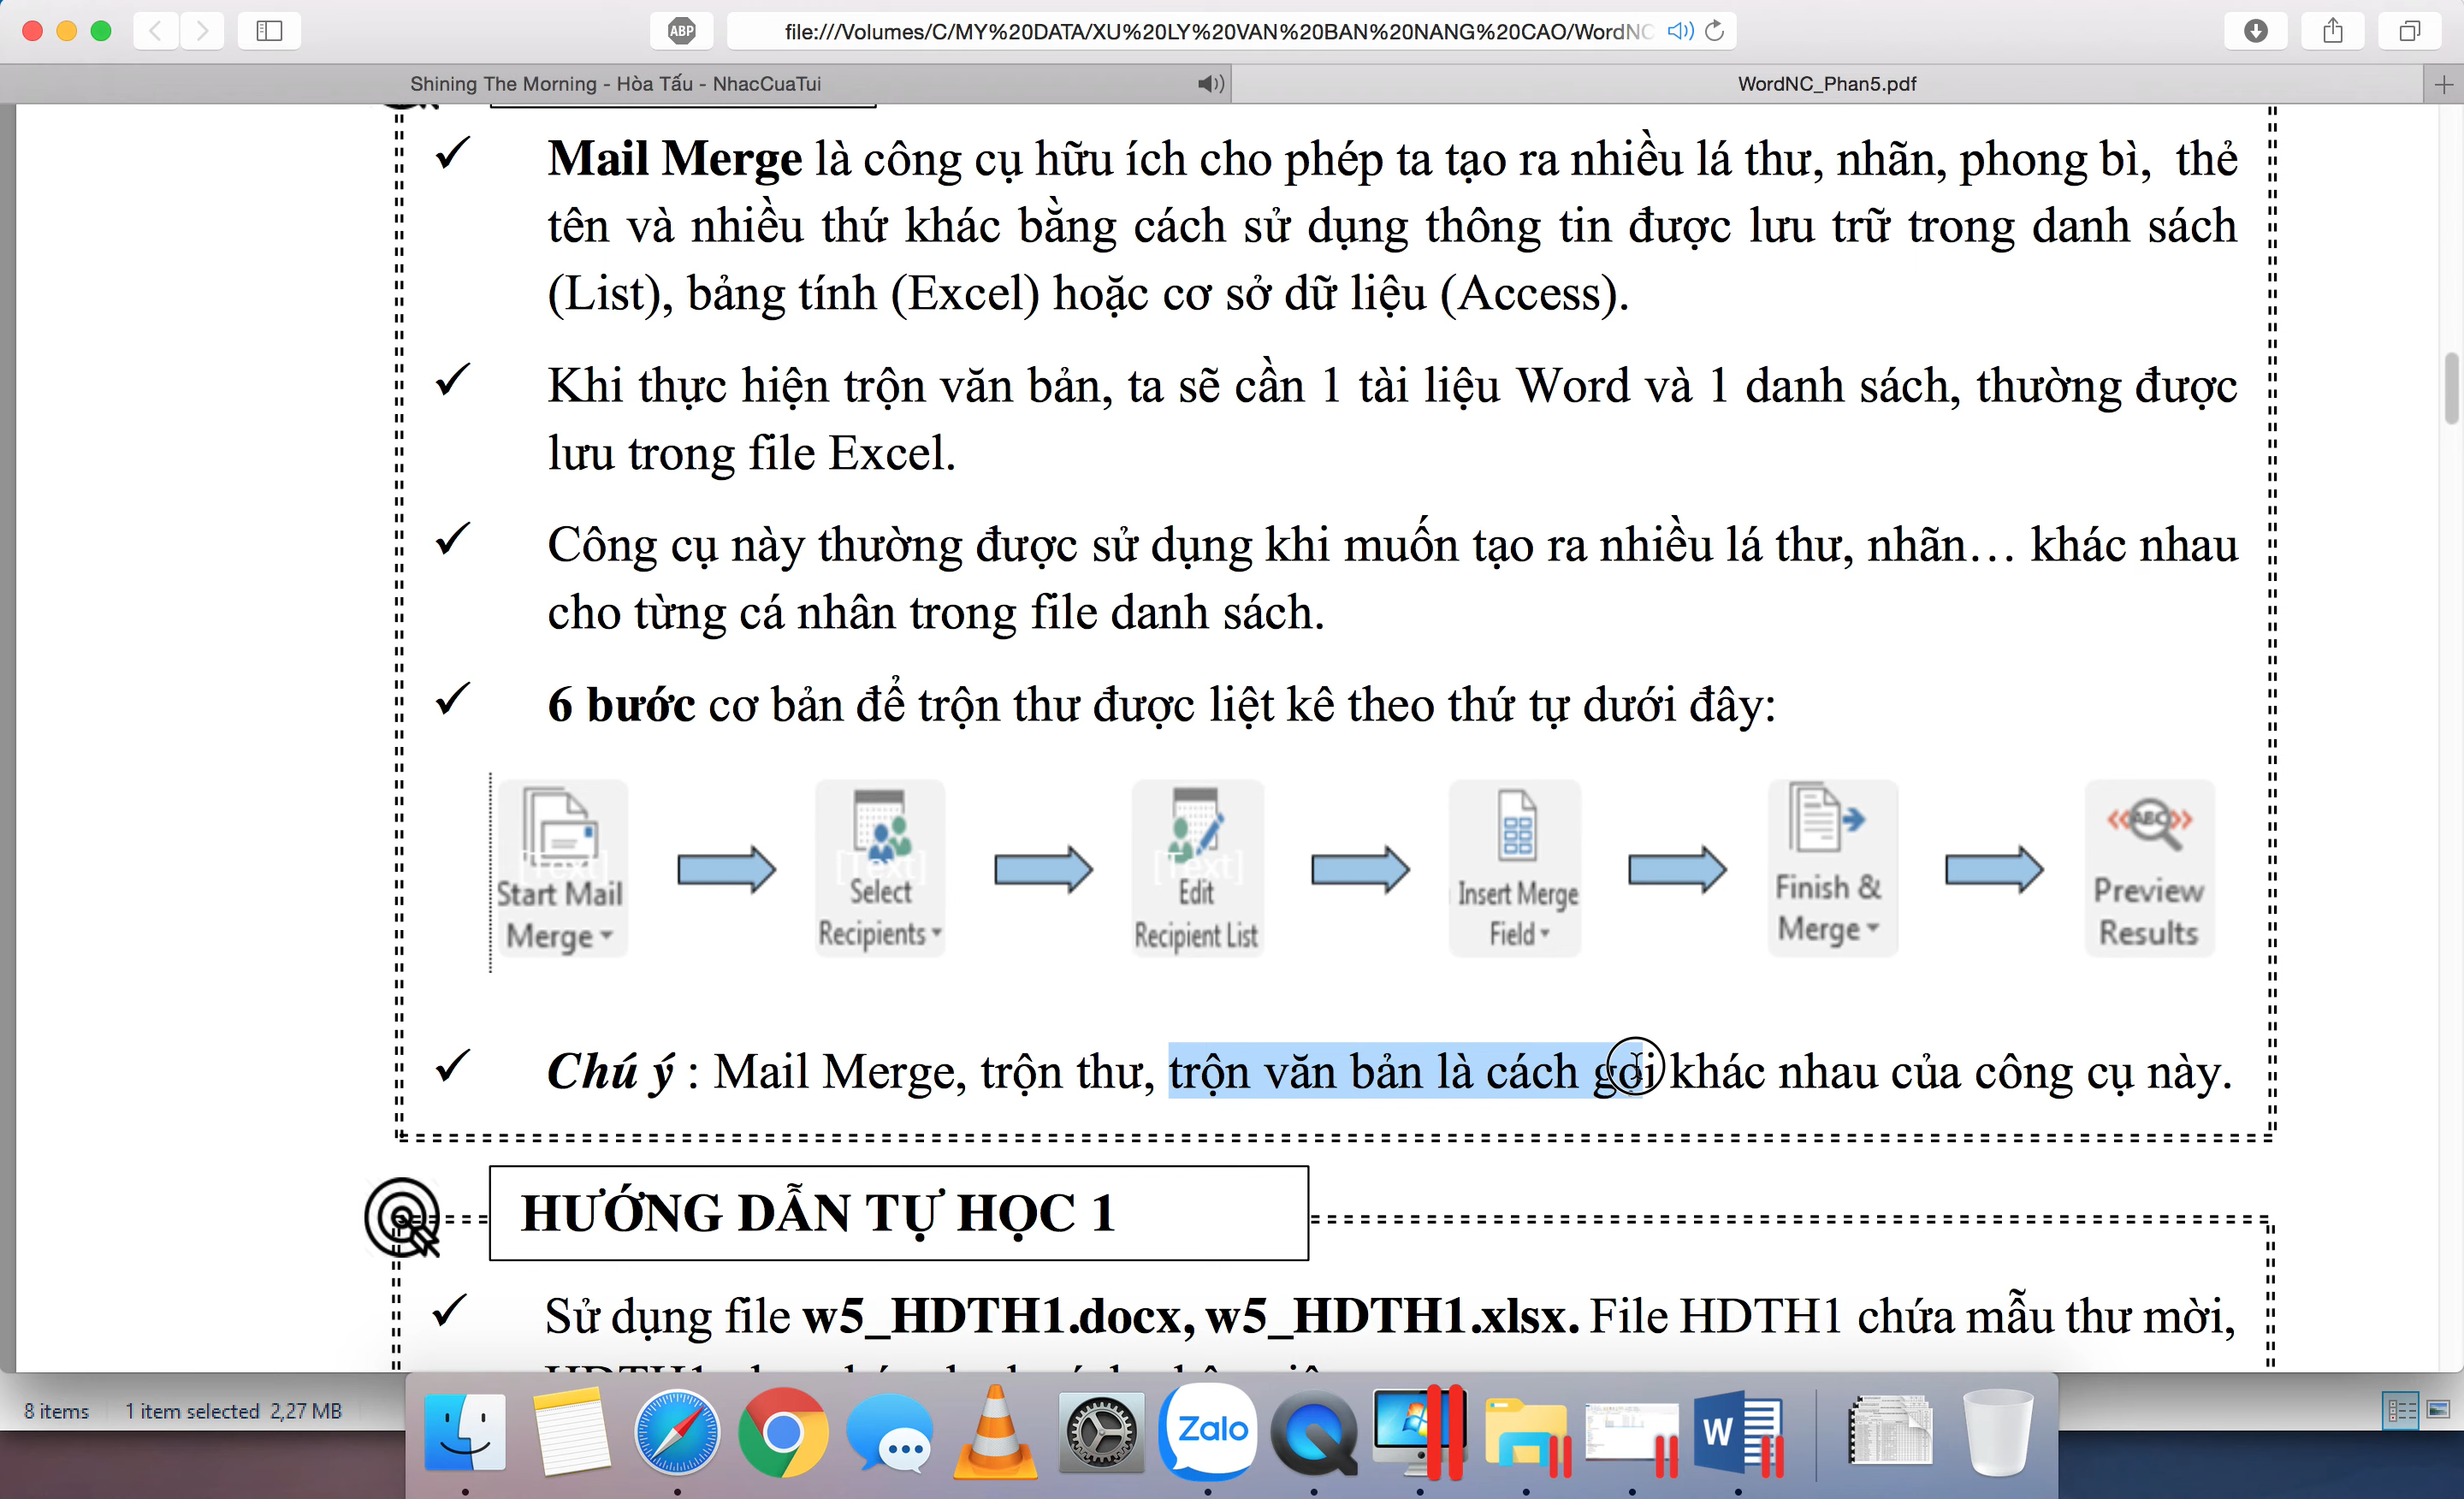 ABP
file:///Volumes/C/MY%20DATA/XU%20LY%20VAN%20BAN%20NANG%20CAO/WordNC
Shining The Morning - Hòa Tấu - NhacCuaTui
WordNC_Phan5.pdf
Mail Merge là công cụ hữu ích cho phép ta tạo ra nhiều lá thư, nhãn, phong bì, thẻ
tên và nhiều thứ khác bằng cách sử dụng thông tin được lưu trữ trong danh sách
(List), bảng tính (Excel) hoặc cơ sở dữ liệu (Access).
Khi thực hiện trộn văn bản, ta sẽ cần 1 tài liệu Word và 1 danh sách, thường được
lưu trong file Excel.
Công cụ này thường được sử dụng khi muốn tạo ra nhiều lá thư, nhãn… khác nhau
cho từng cá nhân trong file danh sách.
6 bước cơ bản để trộn thư được liệt kê theo thứ tự dưới đây:
[Text]
Start Mail
Merge
[Text]
Select
Recipients
[Text]
Edit
Recipient List
Insert Merge
Field
Finish &
Merge
ABC
Preview
Results
Chú ý : Mail Merge, trộn thư, trộn văn bản là cách gọi khác nhau của công cụ này.
HƯỚNG DẪN TỰ HỌC 1
Sử dụng file w5_HDTH1.docx, w5_HDTH1.xlsx. File HDTH1 chứa mẫu thư mời,
8 items 1 item selected 2,27 MB
Zalo
W